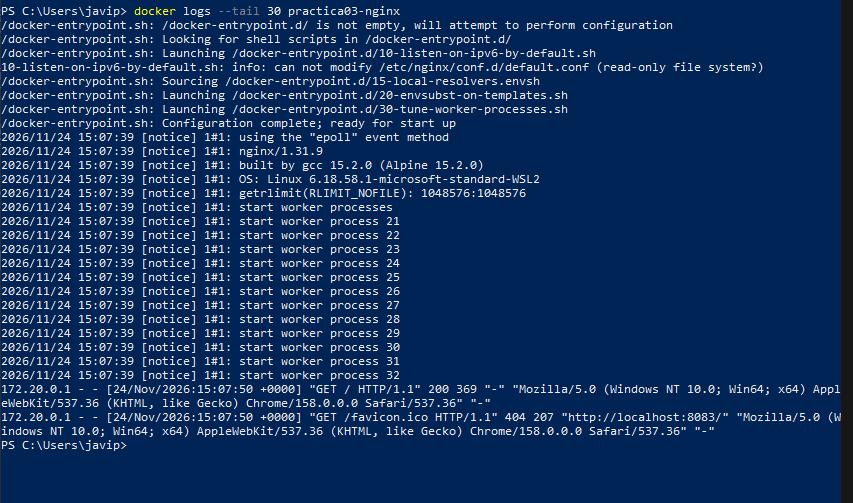 PS C:\Users\javip> docker logs --tail 30 practica03-nginx
/docker-entrypoint.sh: /docker-entrypoint.d/ is not empty, will attempt to perform configuration
/docker-entrypoint.sh: Looking for shell scripts in /docker-entrypoint.d/
/docker-entrypoint.sh: Launching /docker-entrypoint.d/10-listen-on-ipv6-by-default.sh
10-listen-on-ipv6-by-default.sh: info: can not modify /etc/nginx/conf.d/default.conf (read-only file system?)
/docker-entrypoint.sh: Sourcing /docker-entrypoint.d/15-local-resolvers.envsh
/docker-entrypoint.sh: Launching /docker-entrypoint.d/20-envsubst-on-templates.sh
/docker-entrypoint.sh: Launching /docker-entrypoint.d/30-tune-worker-processes.sh
/docker-entrypoint.sh: Configuration complete; ready for start up
2026/11/24 15:07:39 [notice] 1#1: using the "epoll" event method
2026/11/24 15:07:39 [notice] 1#1: nginx/1.31.9
2026/11/24 15:07:39 [notice] 1#1: built by gcc 15.2.0 (Alpine 15.2.0)
2026/11/24 15:07:39 [notice] 1#1: OS: Linux 6.18.58.1-microsoft-standard-WSL2
2026/11/24 15:07:39 [notice] 1#1: getrlimit(RLIMIT_NOFILE): 1048576:1048576
2026/11/24 15:07:39 [notice] 1#1: start worker processes
2026/11/24 15:07:39 [notice] 1#1: start worker process 21
2026/11/24 15:07:39 [notice] 1#1: start worker process 22
2026/11/24 15:07:39 [notice] 1#1: start worker process 23
2026/11/24 15:07:39 [notice] 1#1: start worker process 24
2026/11/24 15:07:39 [notice] 1#1: start worker process 25
2026/11/24 15:07:39 [notice] 1#1: start worker process 26
2026/11/24 15:07:39 [notice] 1#1: start worker process 27
2026/11/24 15:07:39 [notice] 1#1: start worker process 28
2026/11/24 15:07:39 [notice] 1#1: start worker process 29
2026/11/24 15:07:39 [notice] 1#1: start worker process 30
2026/11/24 15:07:39 [notice] 1#1: start worker process 31
2026/11/24 15:07:39 [notice] 1#1: start worker process 32
172.20.0.1 - - [24/Nov/2026:15:07:50 +0000] "GET / HTTP/1.1" 200 369 "-" "Mozilla/5.0 (Windows NT 10.0; Win64; x64) Appl
eWebKit/537.36 (KHTML, like Gecko) Chrome/158.0.0.0 Safari/537.36" "-"
172.20.0.1 - - [24/Nov/2026:15:07:50 +0000] "GET /favicon.ico HTTP/1.1" 404 207 "http://localhost:8083/" "Mozilla/5.0 (W
indows NT 10.0; Win64; x64) AppleWebKit/537.36 (KHTML, like Gecko) Chrome/158.0.0.0 Safari/537.36" "-"
PS C:\Users\javip>